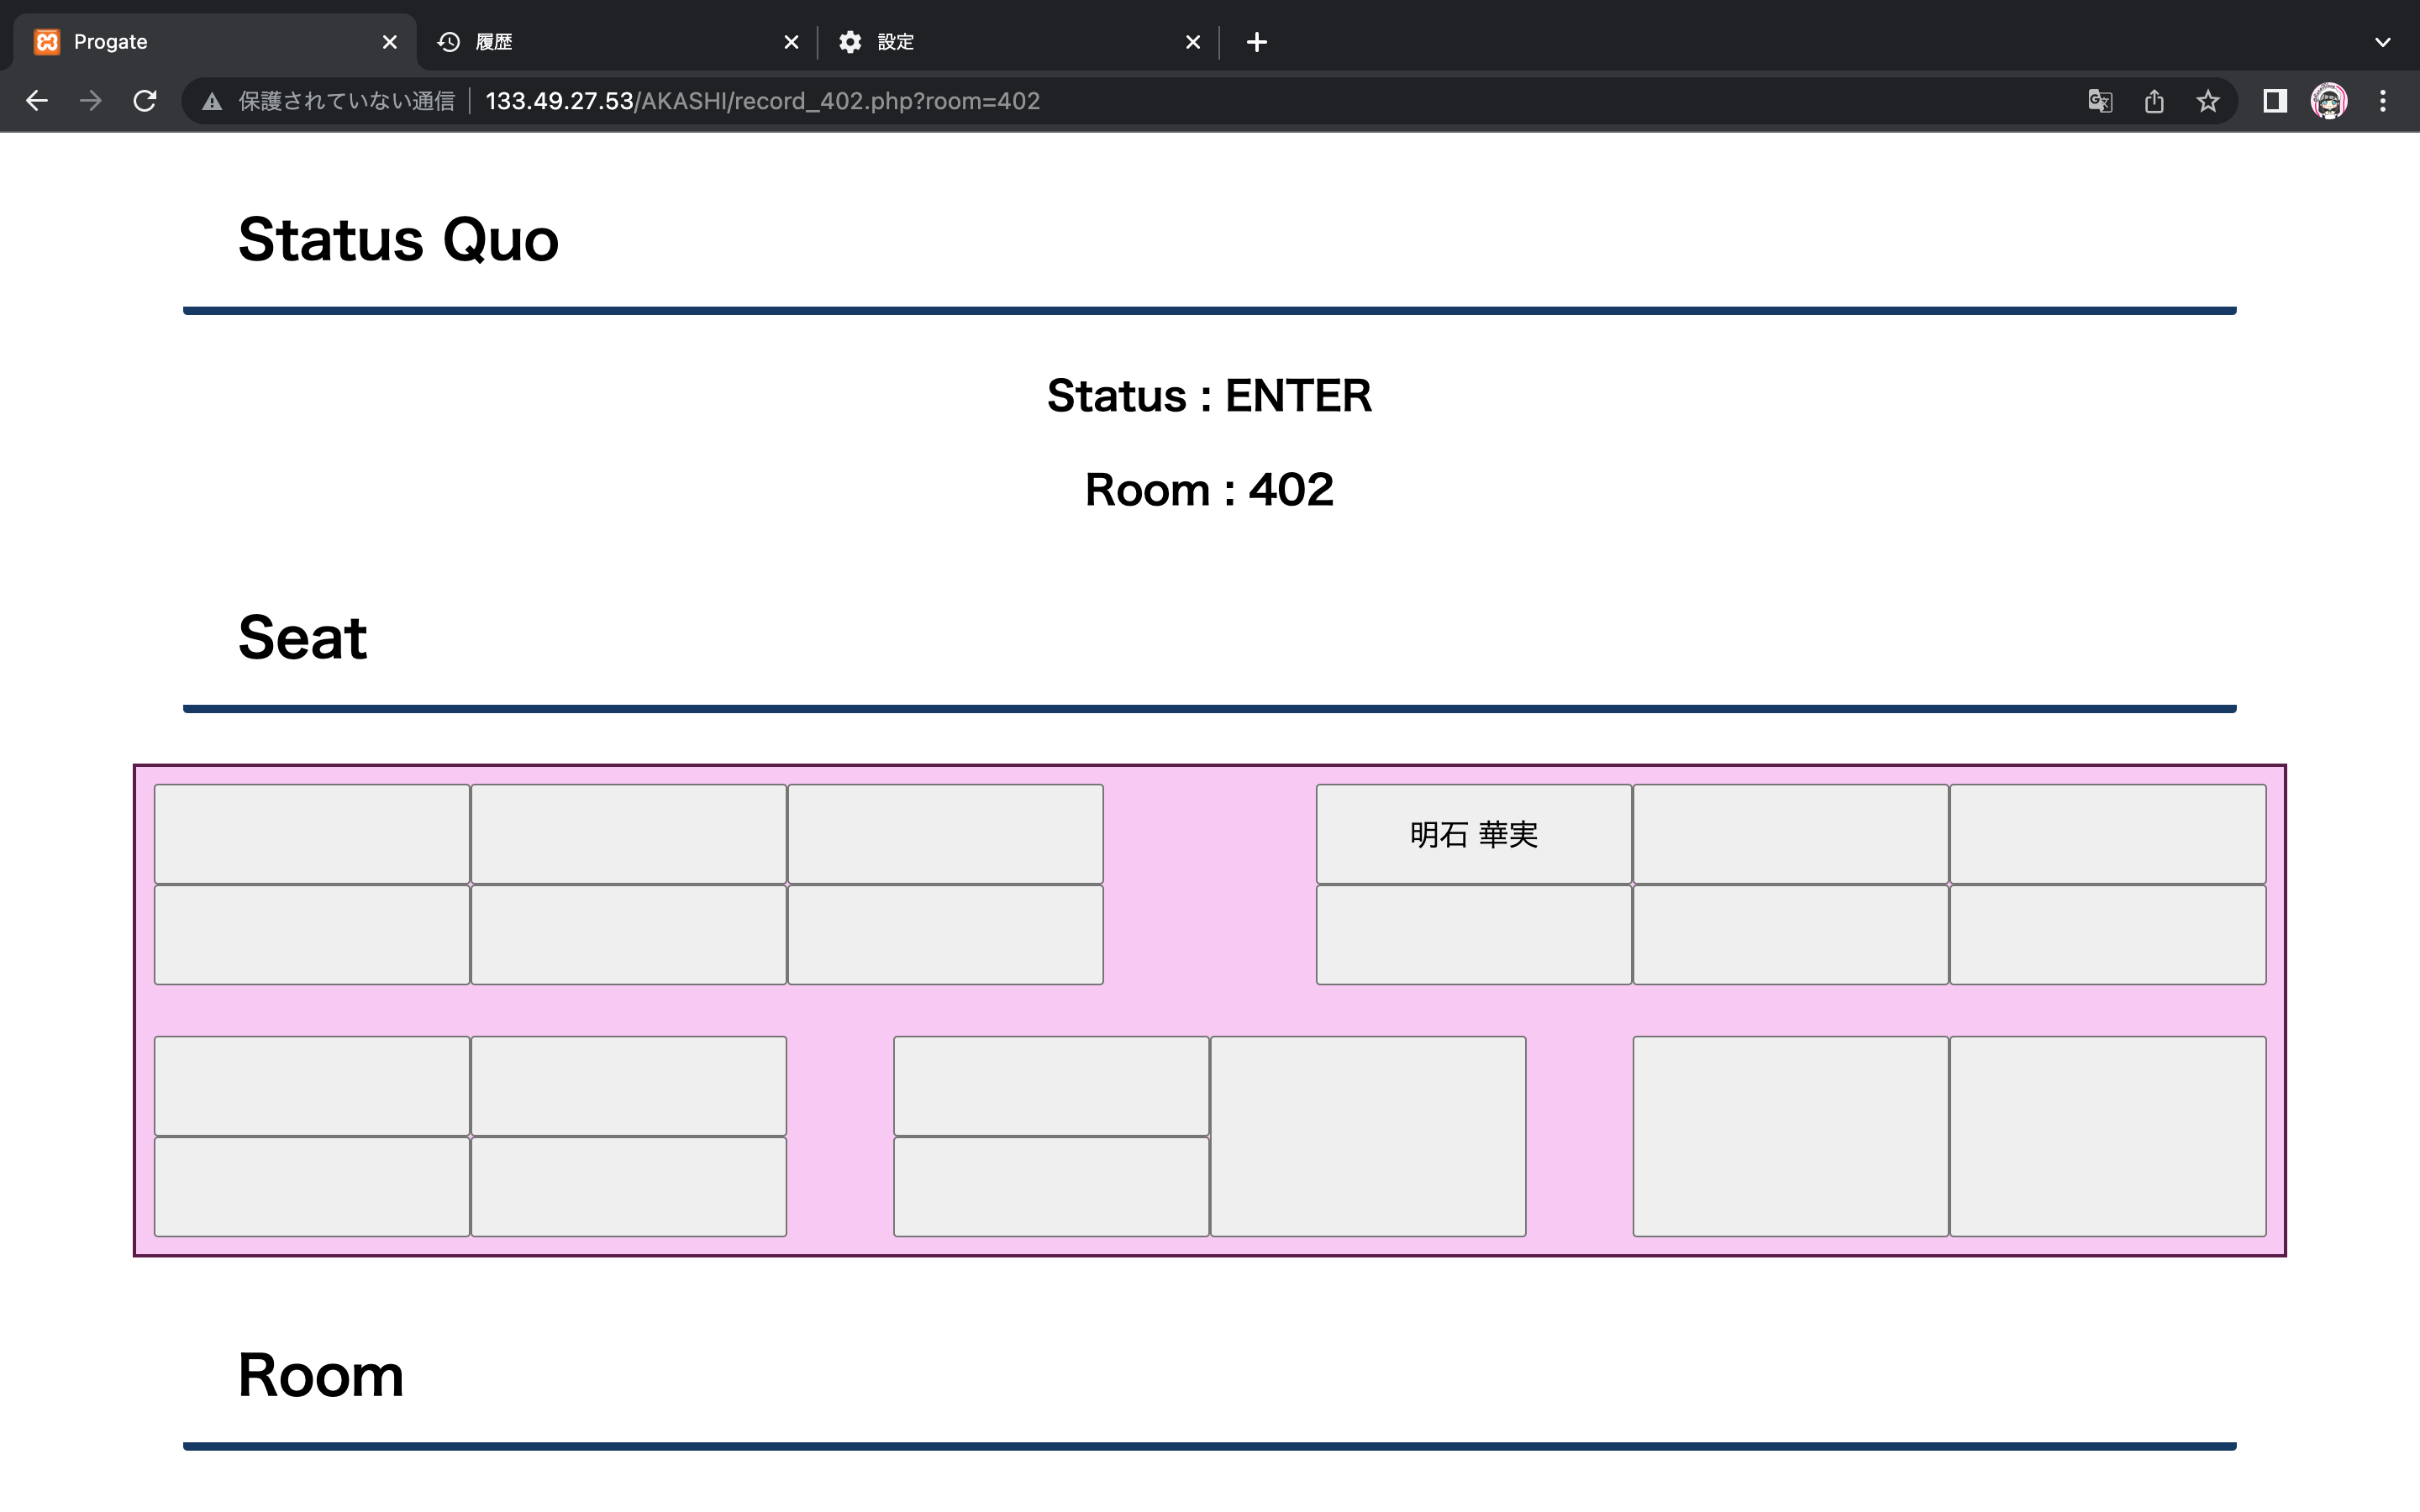 Progate
履歴
設定
保護されていない通信
133.49.27.53/AKASHI/record_402.php?room=402
Status Quo
Status : ENTER
Room : 402
Seat
明石 華実
Room